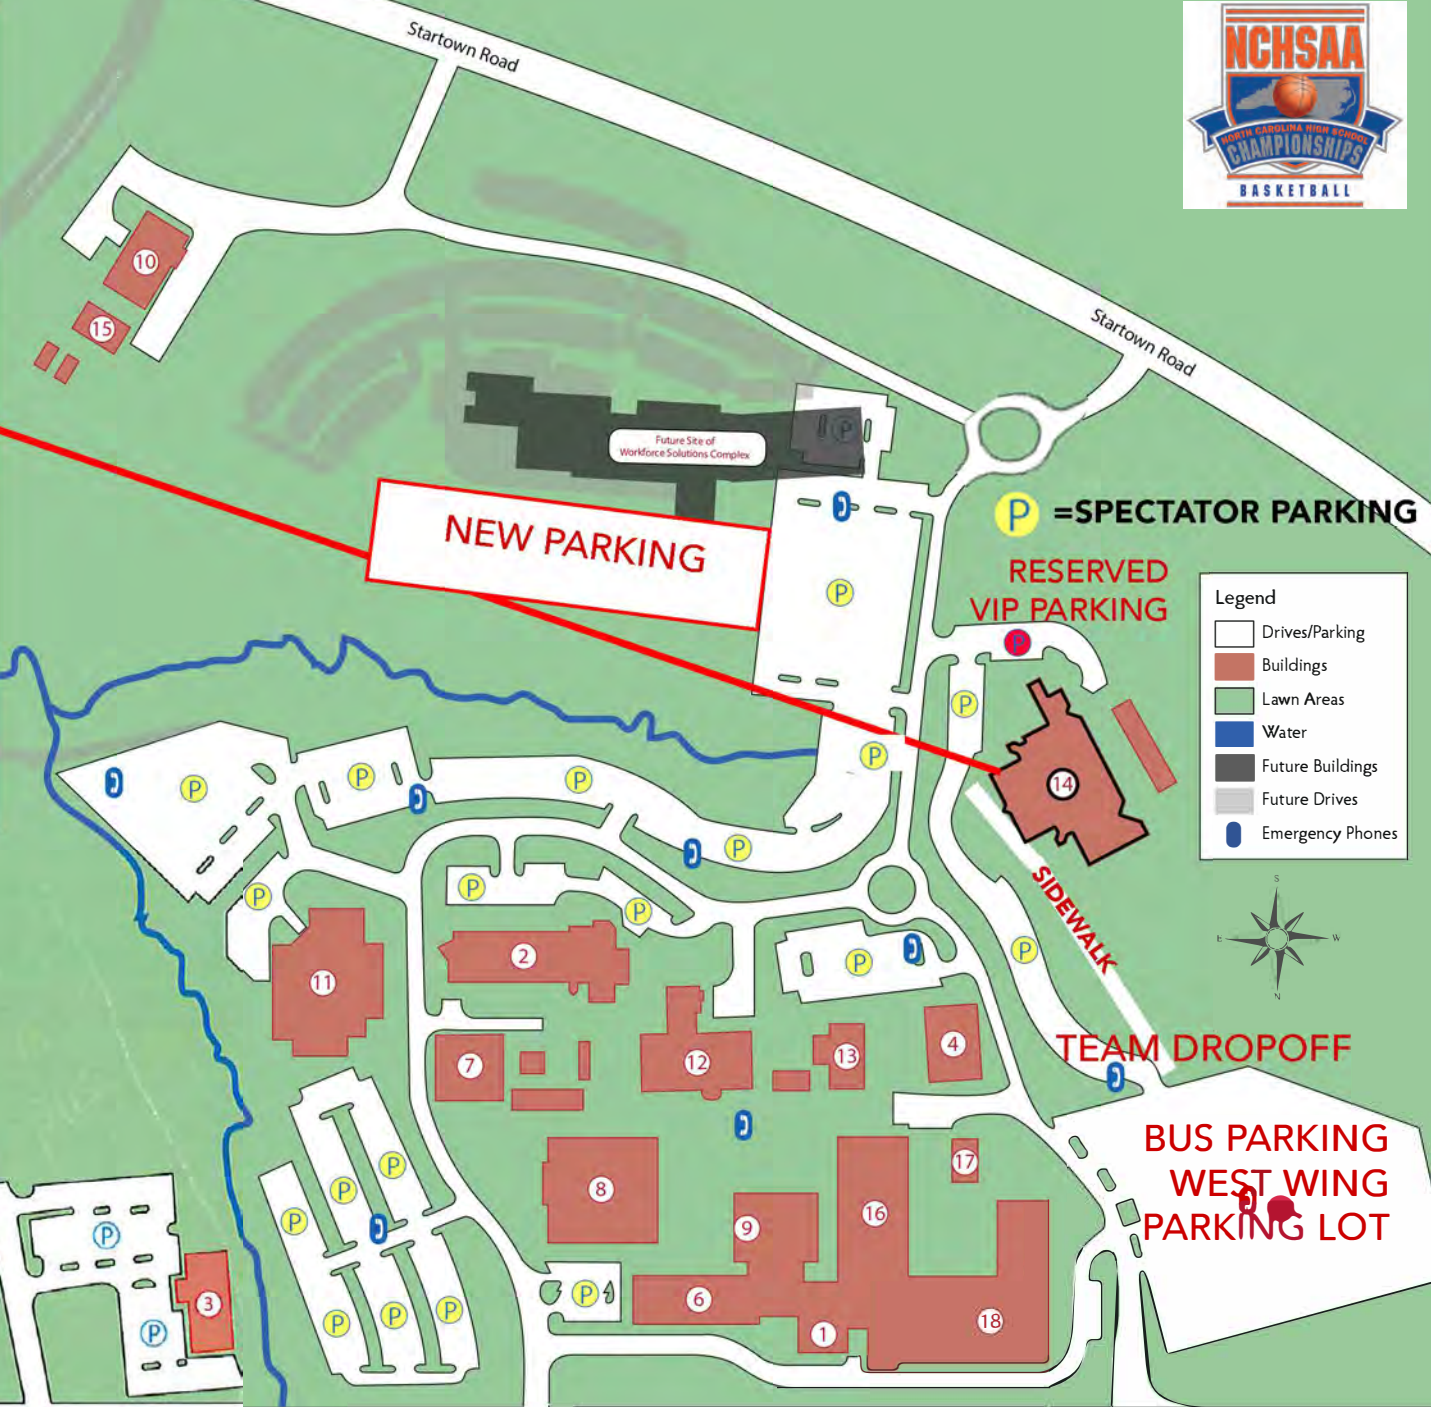 Startown Road
NCHSAA
NORTH CAROLINA HIGH SCHOOL
CHAMPIONSHIPS
BASKETBALL
10
15
Startown Road
Future Site of
Workforce Solutions Complex
P
P =SPECTATOR PARKING
NEW PARKING
RESERVED
VIP PARKING
P
P
P
P
Legend
Drives/Parking
Buildings
Lawn Areas
Water
Future Buildings
Future Drives
Emergency Phones
14
P
P
P
P
P
P
P
P
SIDEWALK
S
E
W
N
11
2
P
P
7
12
13
4
TEAM DROPOFF
BUS PARKING
WEST WING
PARKING LOT
P
P
P
8
17
9
16
P
3
P
P
P
P
P
6
1
18